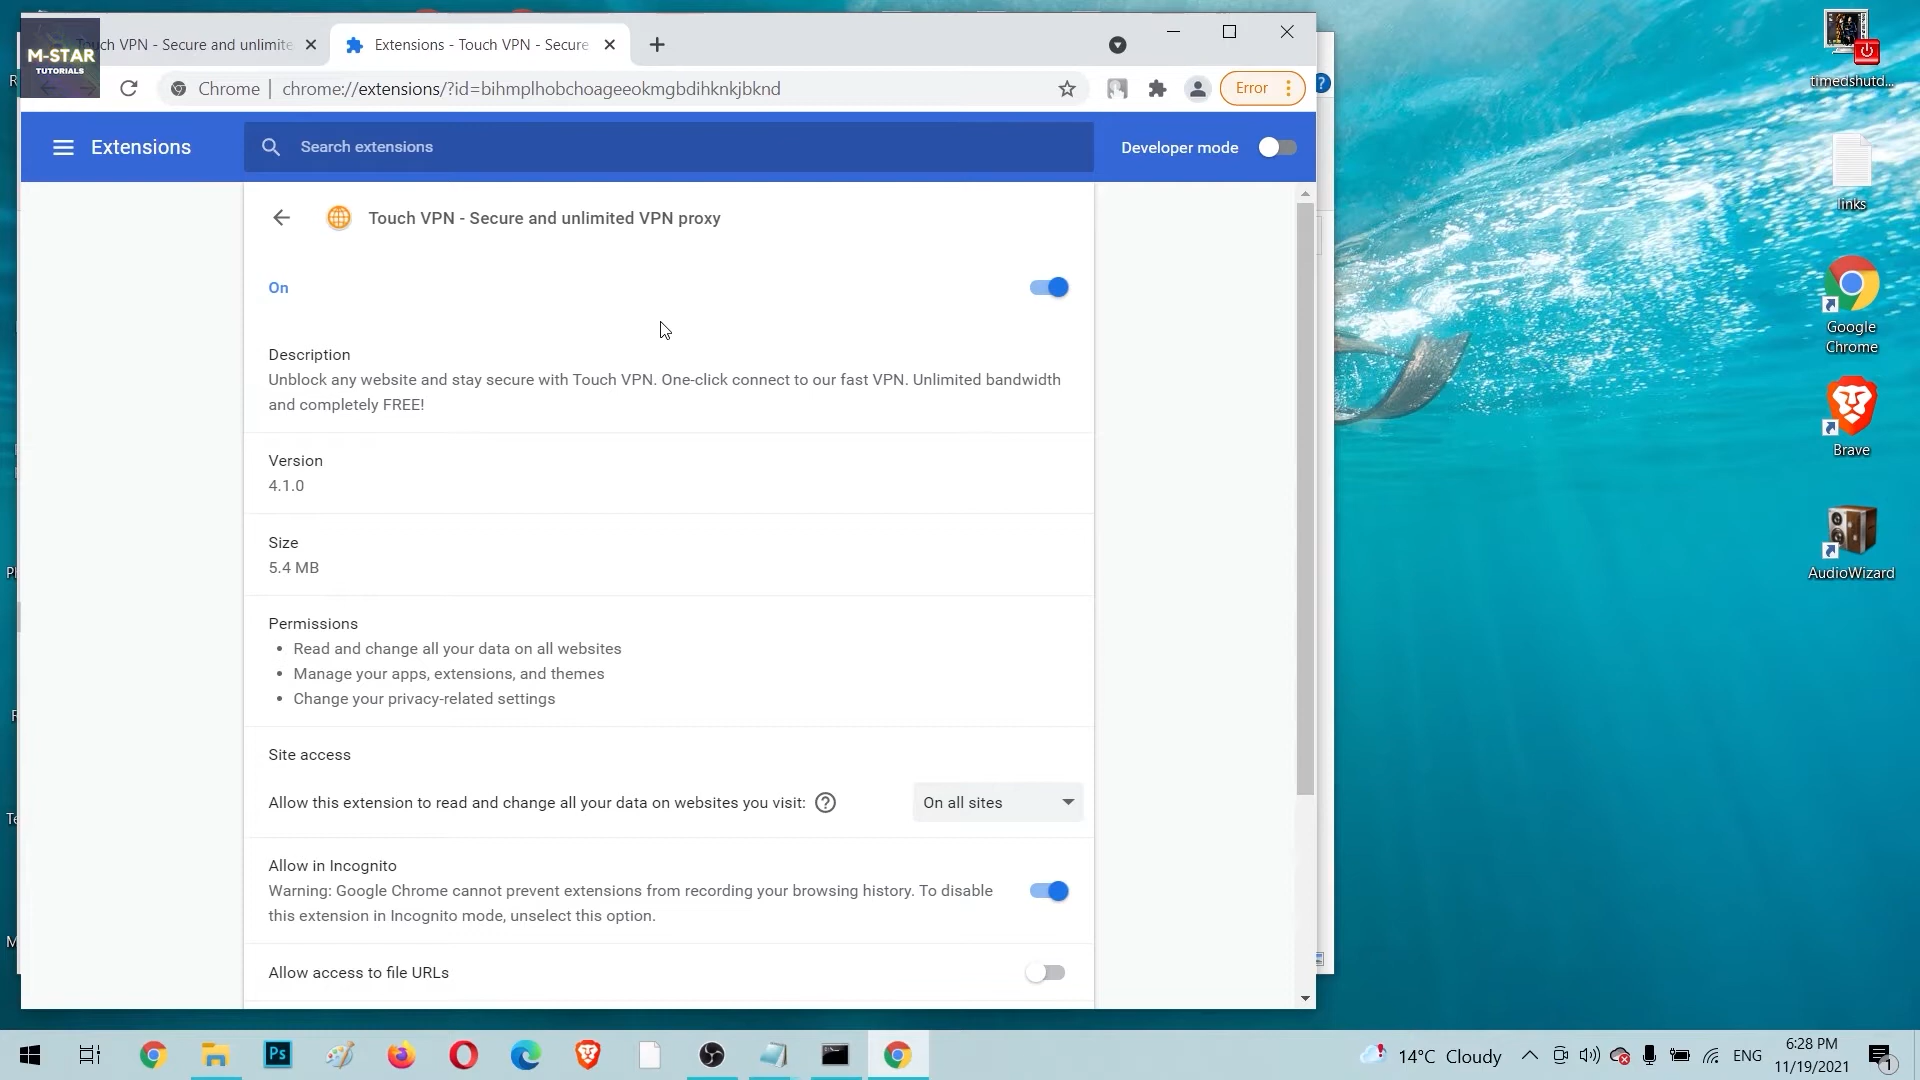 M-STAR
TUTORIALS
uch VPN - Secure and unlimite
Extensions - Touch VPN - Secure
Chrome
chrome://extensions/?id=bihmplhobchoageeokmgbdihknkjbknd
Error
Extensions
Search extensions
Developer mode
Touch VPN - Secure and unlimited VPN proxy
On
Description
Unblock any website and stay secure with Touch VPN. One-click connect to our fast VPN. Unlimited bandwidth
and completely FREE!
Version
4.1.0
Size
5.4 MB
Permissions
• Read and change all your data on all websites
• Manage your apps, extensions, and themes
• Change your privacy-related settings
Site access
Allow this extension to read and change all your data on websites you visit:
On all sites
Allow in Incognito
Warning: Google Chrome cannot prevent extensions from recording your browsing history. To disable
this extension in Incognito mode, unselect this option.
Allow access to file URLs
timedshutd...
links
Google
Chrome
Brave
AudioWizard
Ps
14°C Cloudy
ENG
6:28 PM
11/19/2021
1